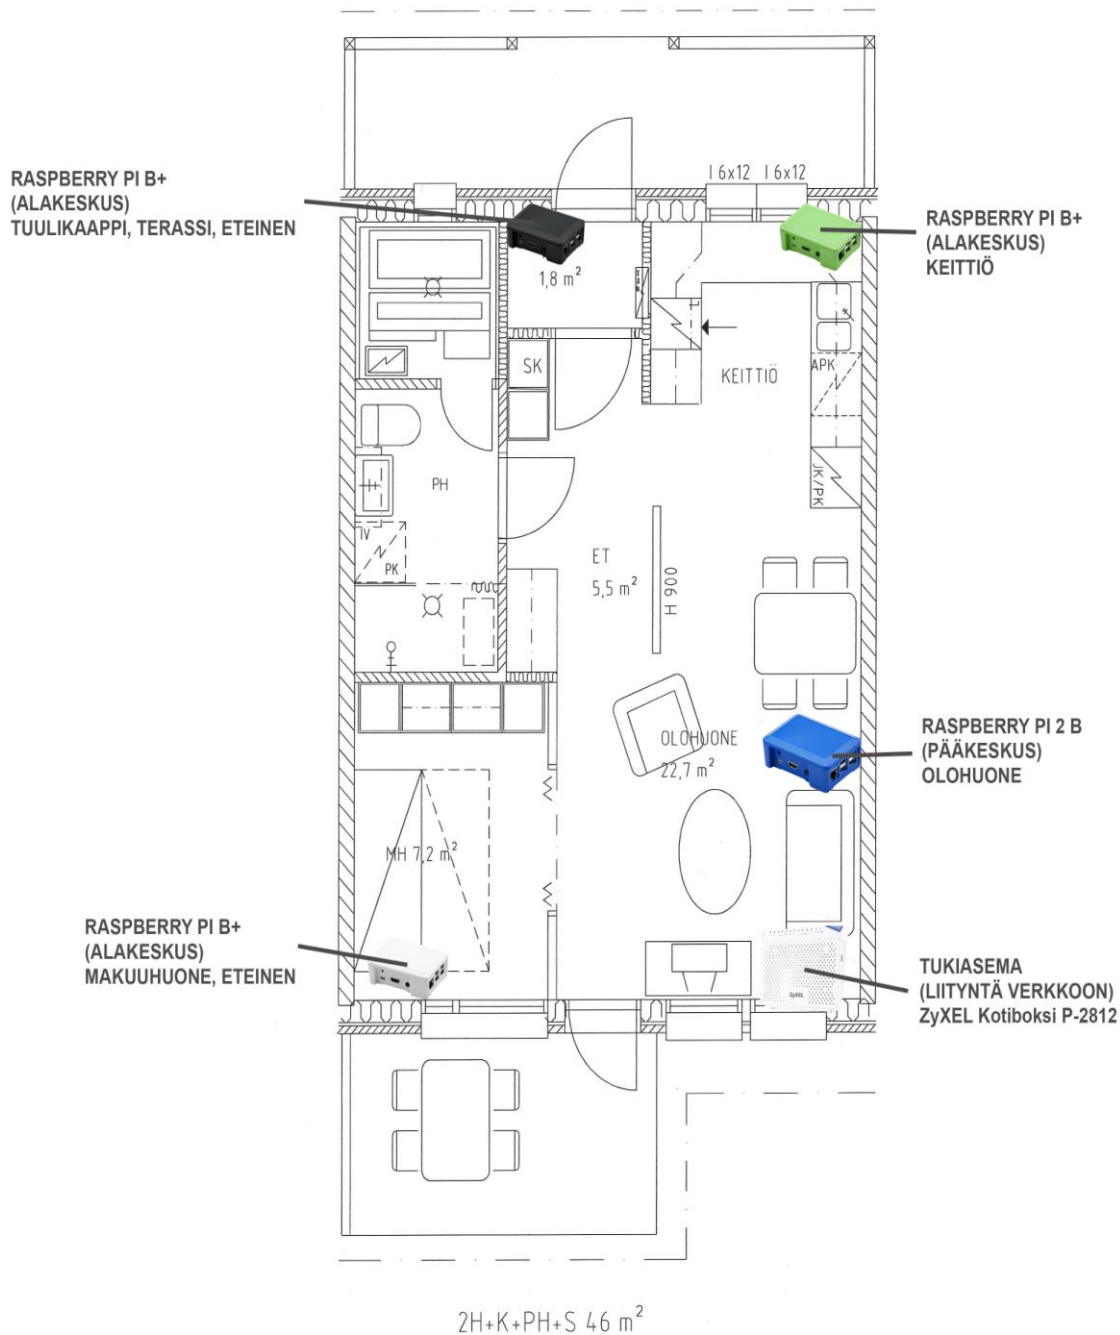 RASPBERRY PI B+
(ALAKESKUS)
TUULIKAAPPI, TERASSI, ETEINEN
I 6x12 I 6x12
RASPBERRY PI B+
(ALAKESKUS)
KEITTIÖ
1,8 m²
SK
KEITTIÖ
APK
JK/PK
PH
IV
PK
ET
5,5 m²
H 900
OLOHUONE
22,7 m²
RASPBERRY PI 2 B
(PÄÄKESKUS)
OLOHUONE
MH 7,2 m²
RASPBERRY PI B+
(ALAKESKUS)
MAKUUHUONE, ETEINEN
ZyXEL
TUKIASEMA
(LIITYNTÄ VERKKOON)
ZyXEL Kotiboksi P-2812
2H+K+PH+S 46 m²